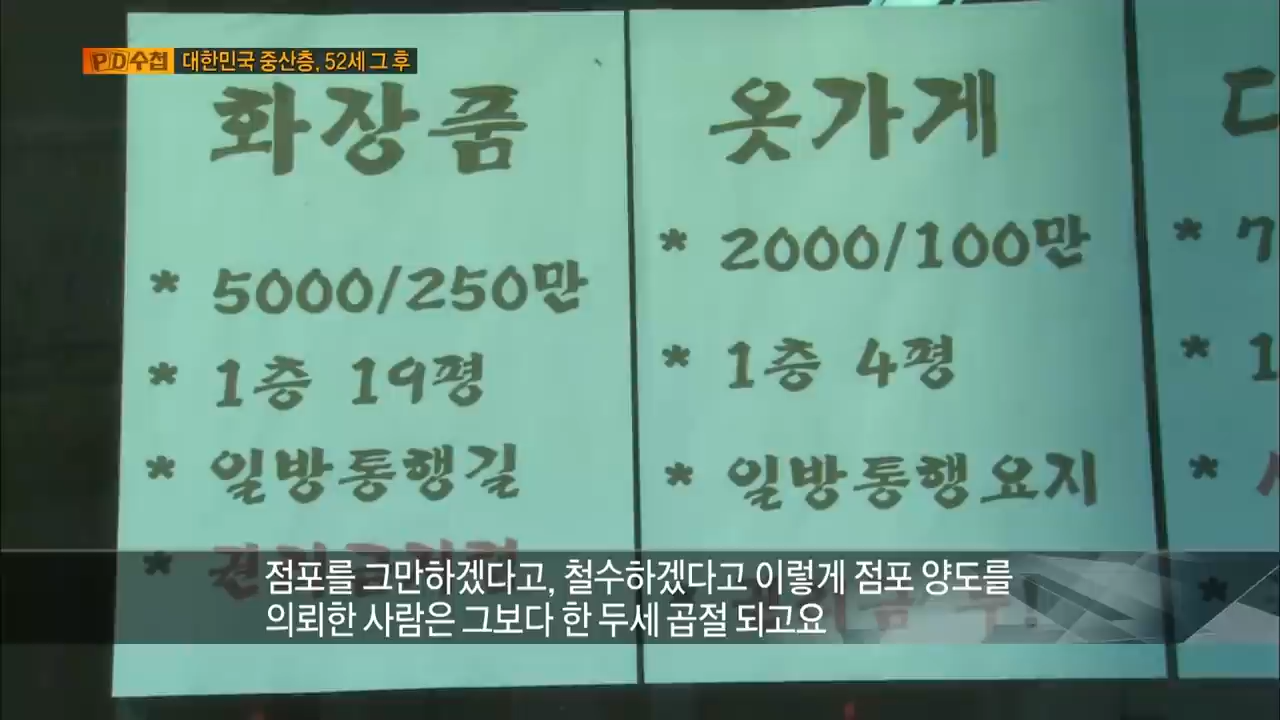 PD수첩 대한민국 중산층, 52세 그 후
화장품
* 5000/250만
* 1층 19평
* 일방통행길
*
옷가게
* 2000/100만
* 1층 4평
* 일방통행요지
* 7
* 1
*
점포를 그만하겠다고, 철수하겠다고 이렇게 점포 양도를
의뢰한 사람은 그보다 한 두세 곱절 되고요